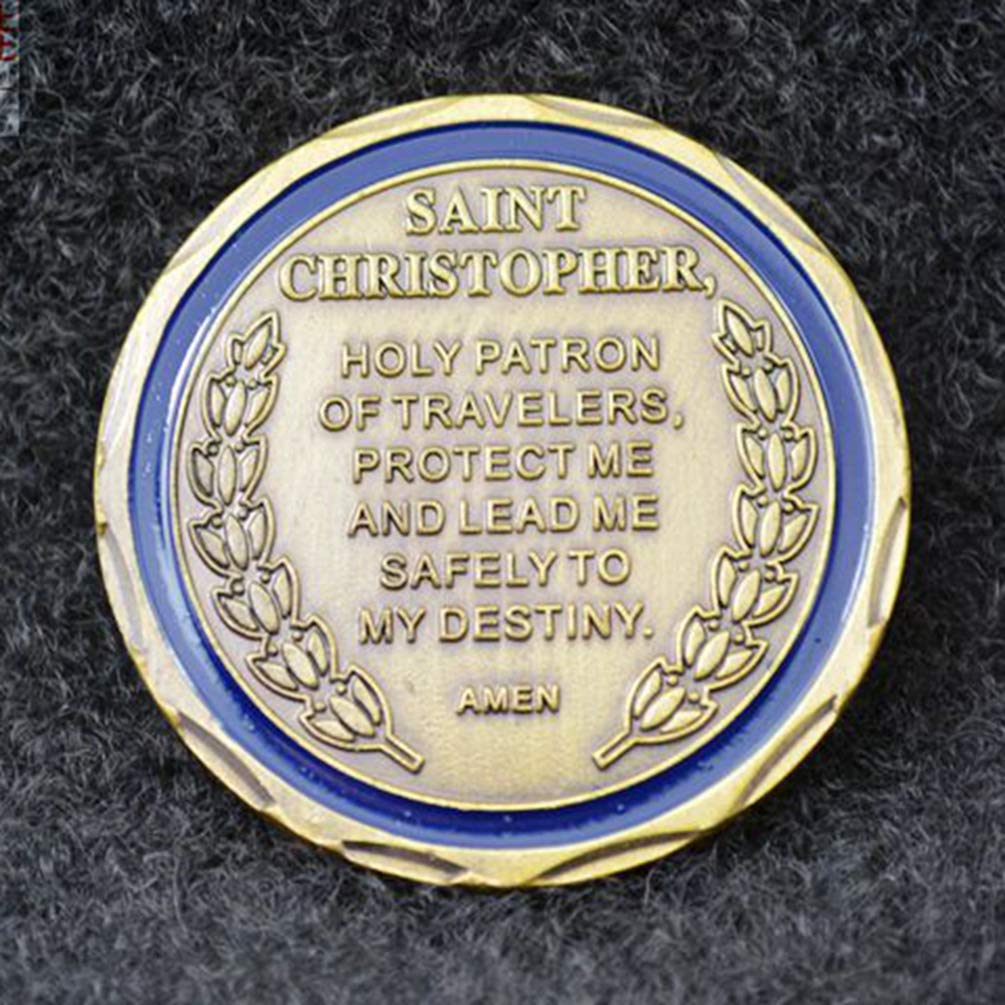 SAINT
CHRISTOPHER,
HOLY PATRON
OF TRAVELERS,
PROTECT ME
AND LEAD ME
SAFELY TO
MY DESTINY.
AMEN